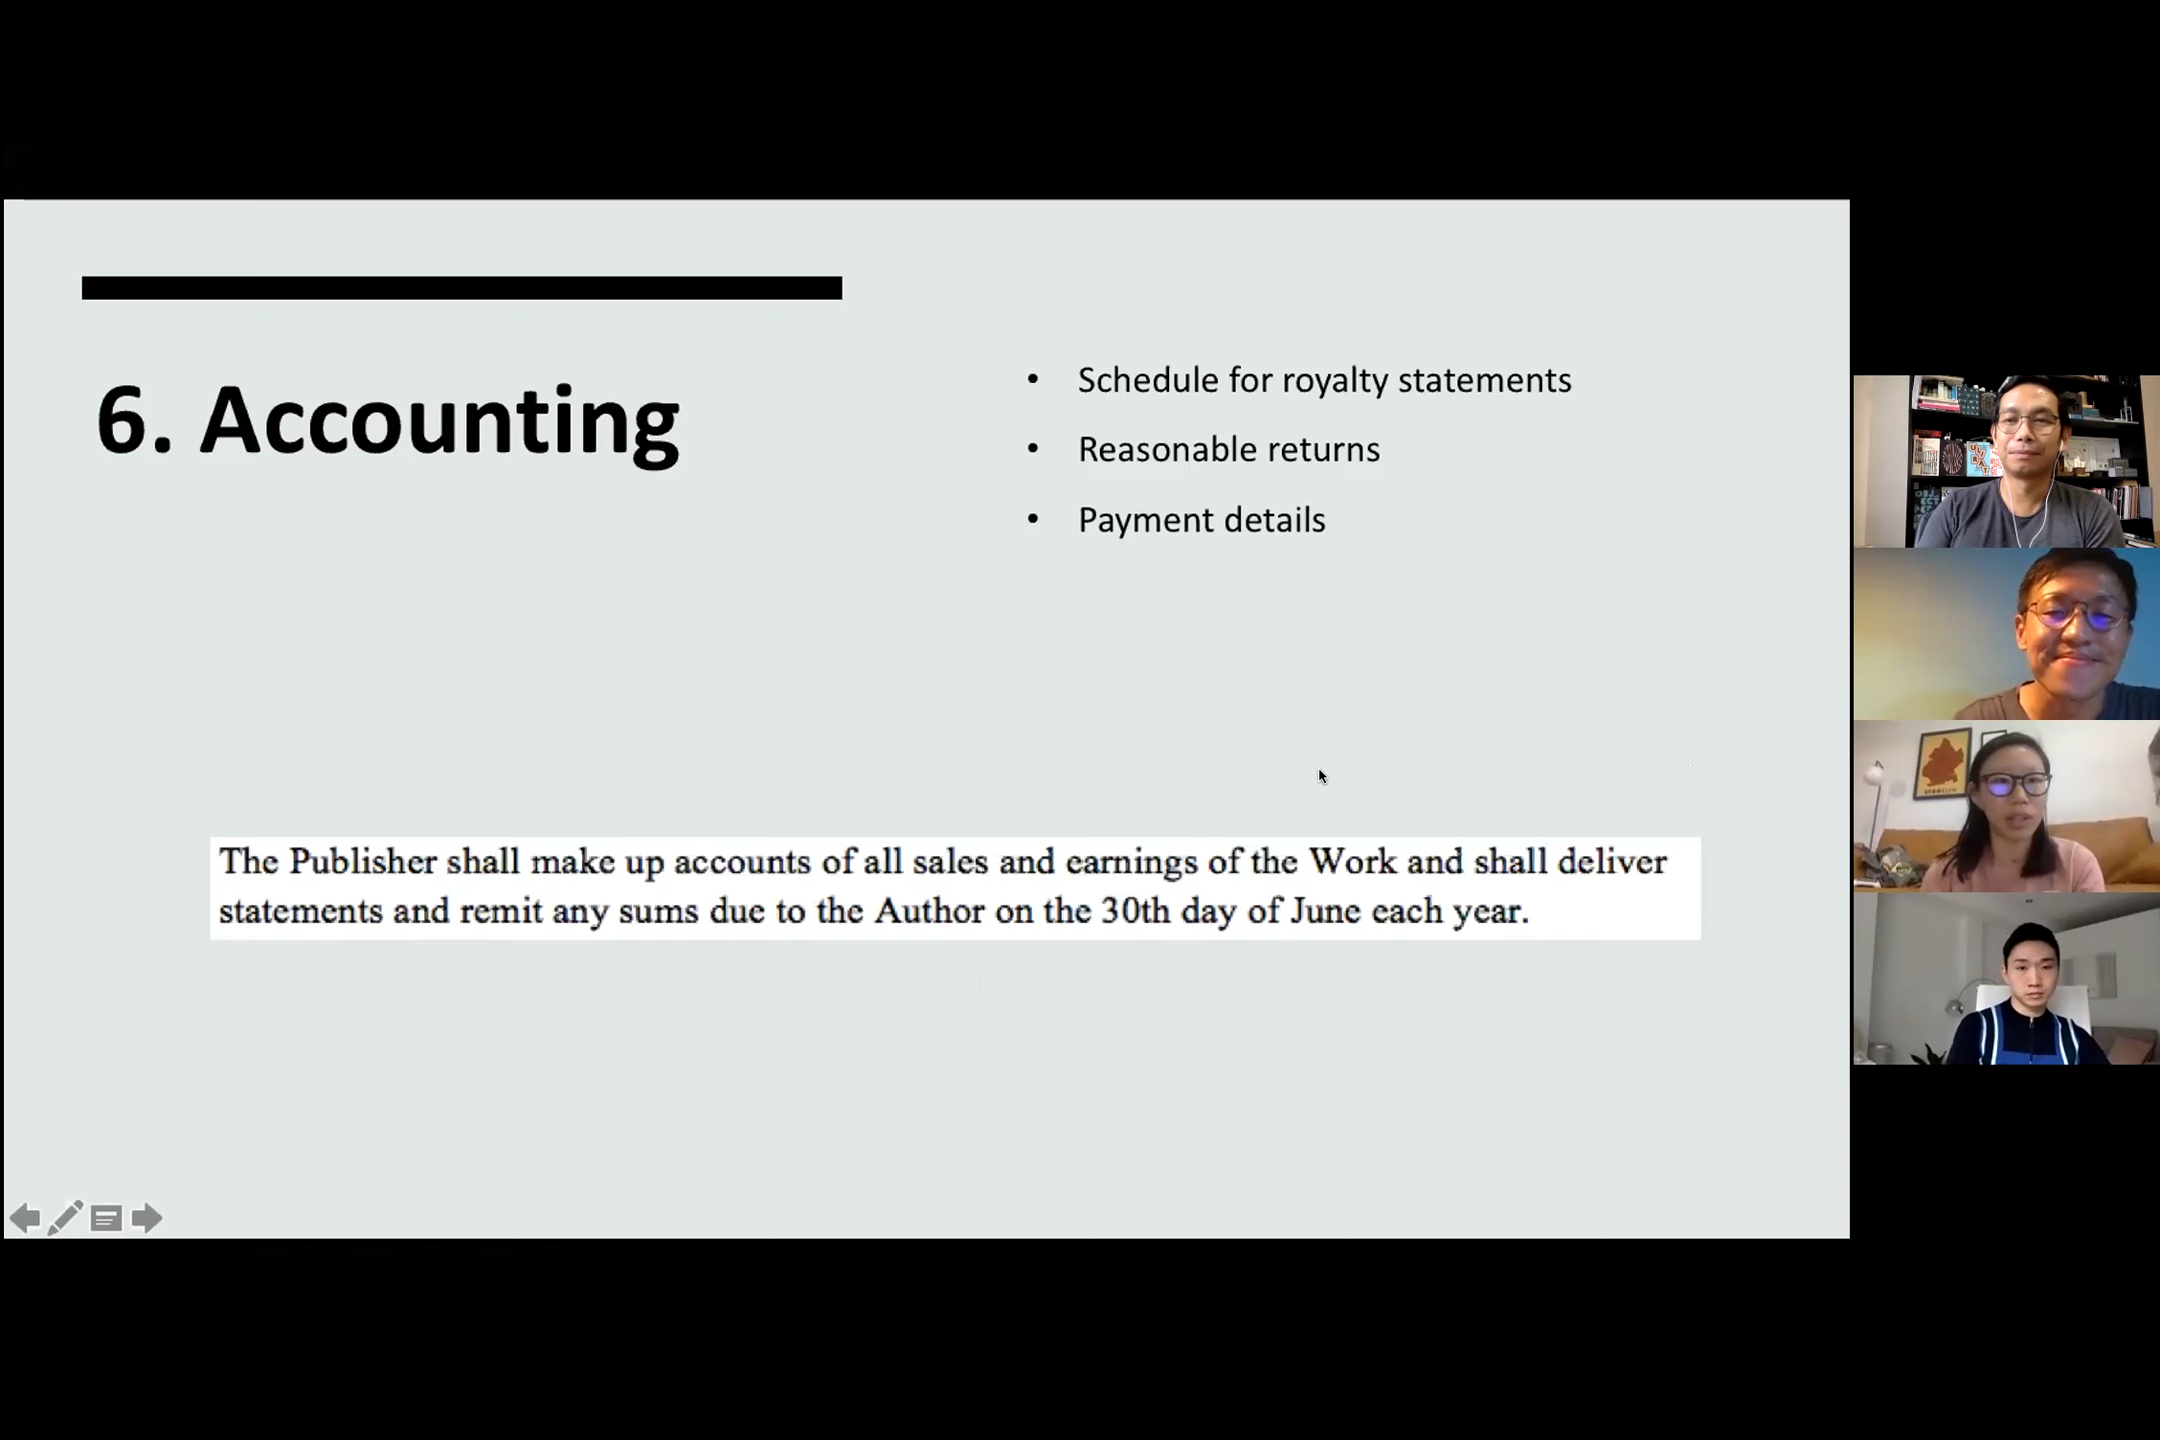 6. Accounting
• Schedule for royalty statements
• Reasonable returns
• Payment details
The Publisher shall make up accounts of all sales and earnings of the Work and shall deliver
statements and remit any sums due to the Author on the 30th day of June each year.
BROOKLYN